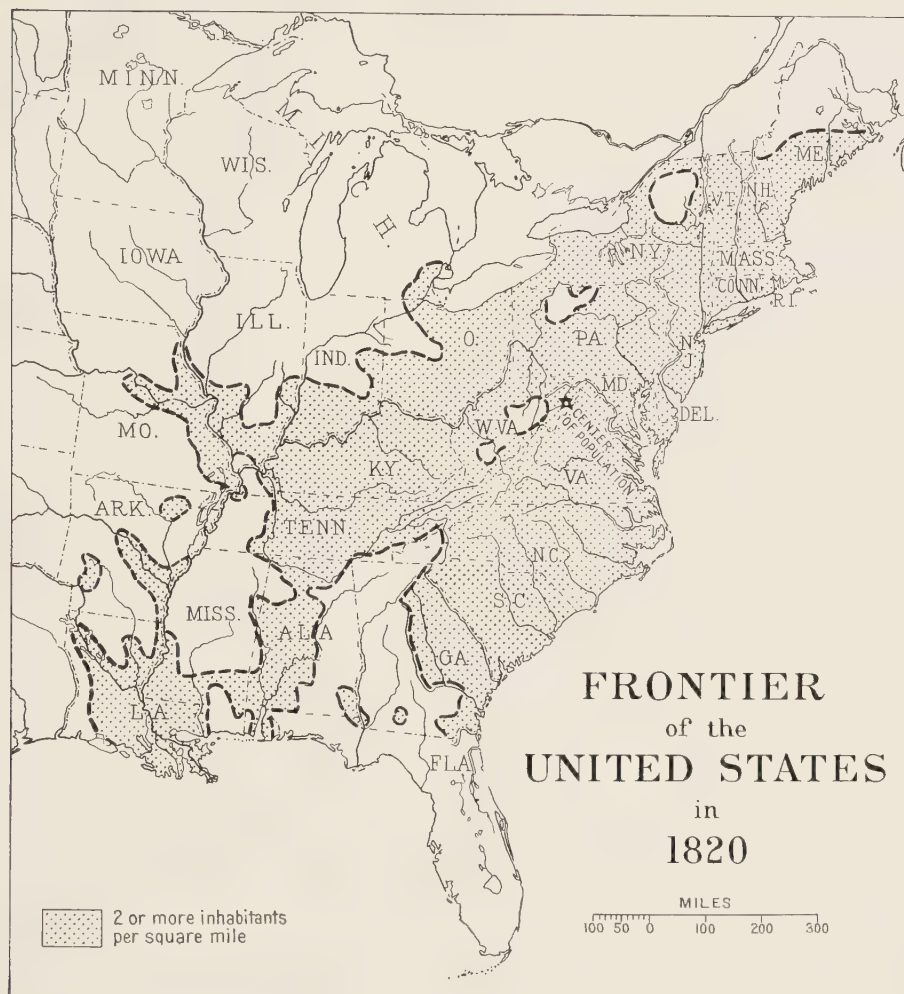 MINN.
WIS.
MICH.
IOWA
ILL.
IND.
O.
ME.
VT.
N.H.
N.Y.
MASS.
CONN.
R.I.
PA.
N.J.
MD.
DEL.
MO.
W.VA.
CENTER OF POPULATION
KY.
VA.
ARK.
TENN.
N.C.
MISS.
ALA.
S.C.
GA.
LA.
FLA.
FRONTIER
of the
UNITED STATES
in
1820
2 or more inhabitants
per square mile
MILES
100 50 0 100 200 300